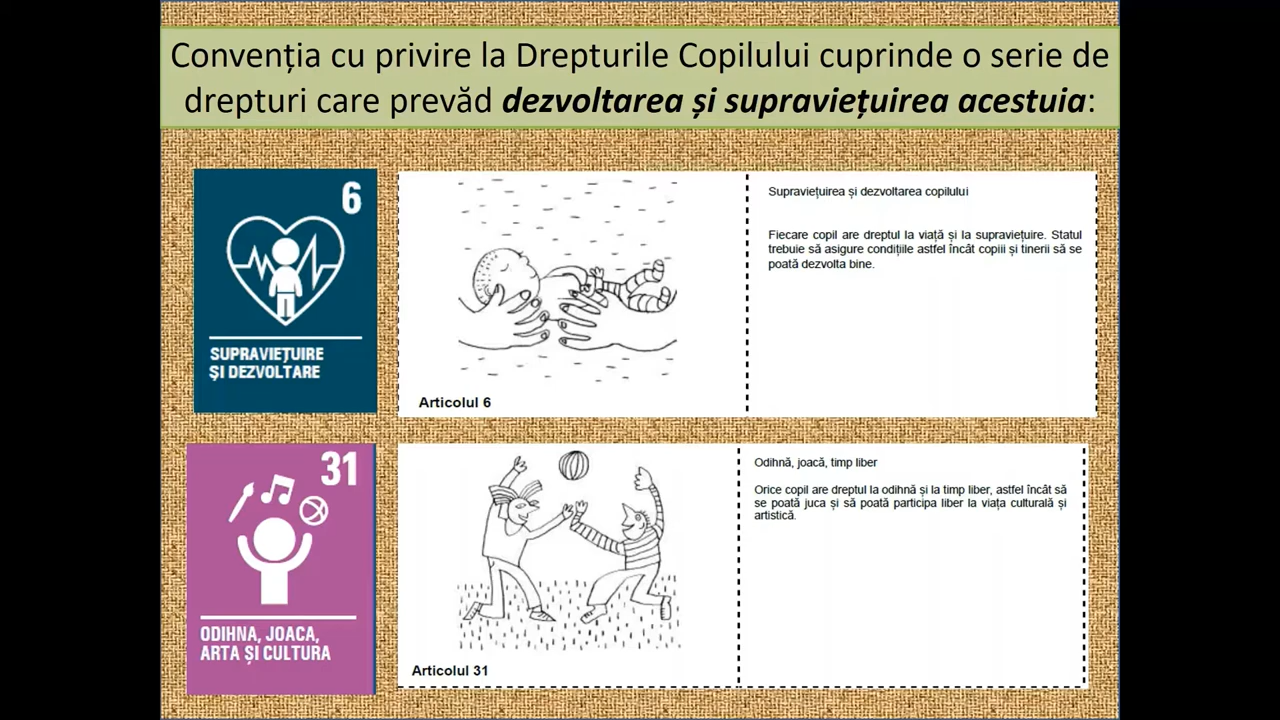 Convenția cu privire la Drepturile Copilului cuprinde o serie de
drepturi care prevăd dezvoltarea și supraviețuirea acestuia:
6
SUPRAVIEȚUIRE
ȘI DEZVOLTARE
Articolul 6
Supraviețuirea și dezvoltarea copilului
Fiecare copil are dreptul la viață și la supraviețuire. Statul
trebuie să asigure condițiile astfel încât copiii și tinerii să se
poată dezvolta bine.
31
ODIHNA, JOACA,
ARTA ȘI CULTURA
Articolul 31
Odihnă, joacă, timp liber
Orice copil are dreptul la odihnă și la timp liber, astfel încât să
se poată juca și să poată participa liber la viața culturală și
artistică.